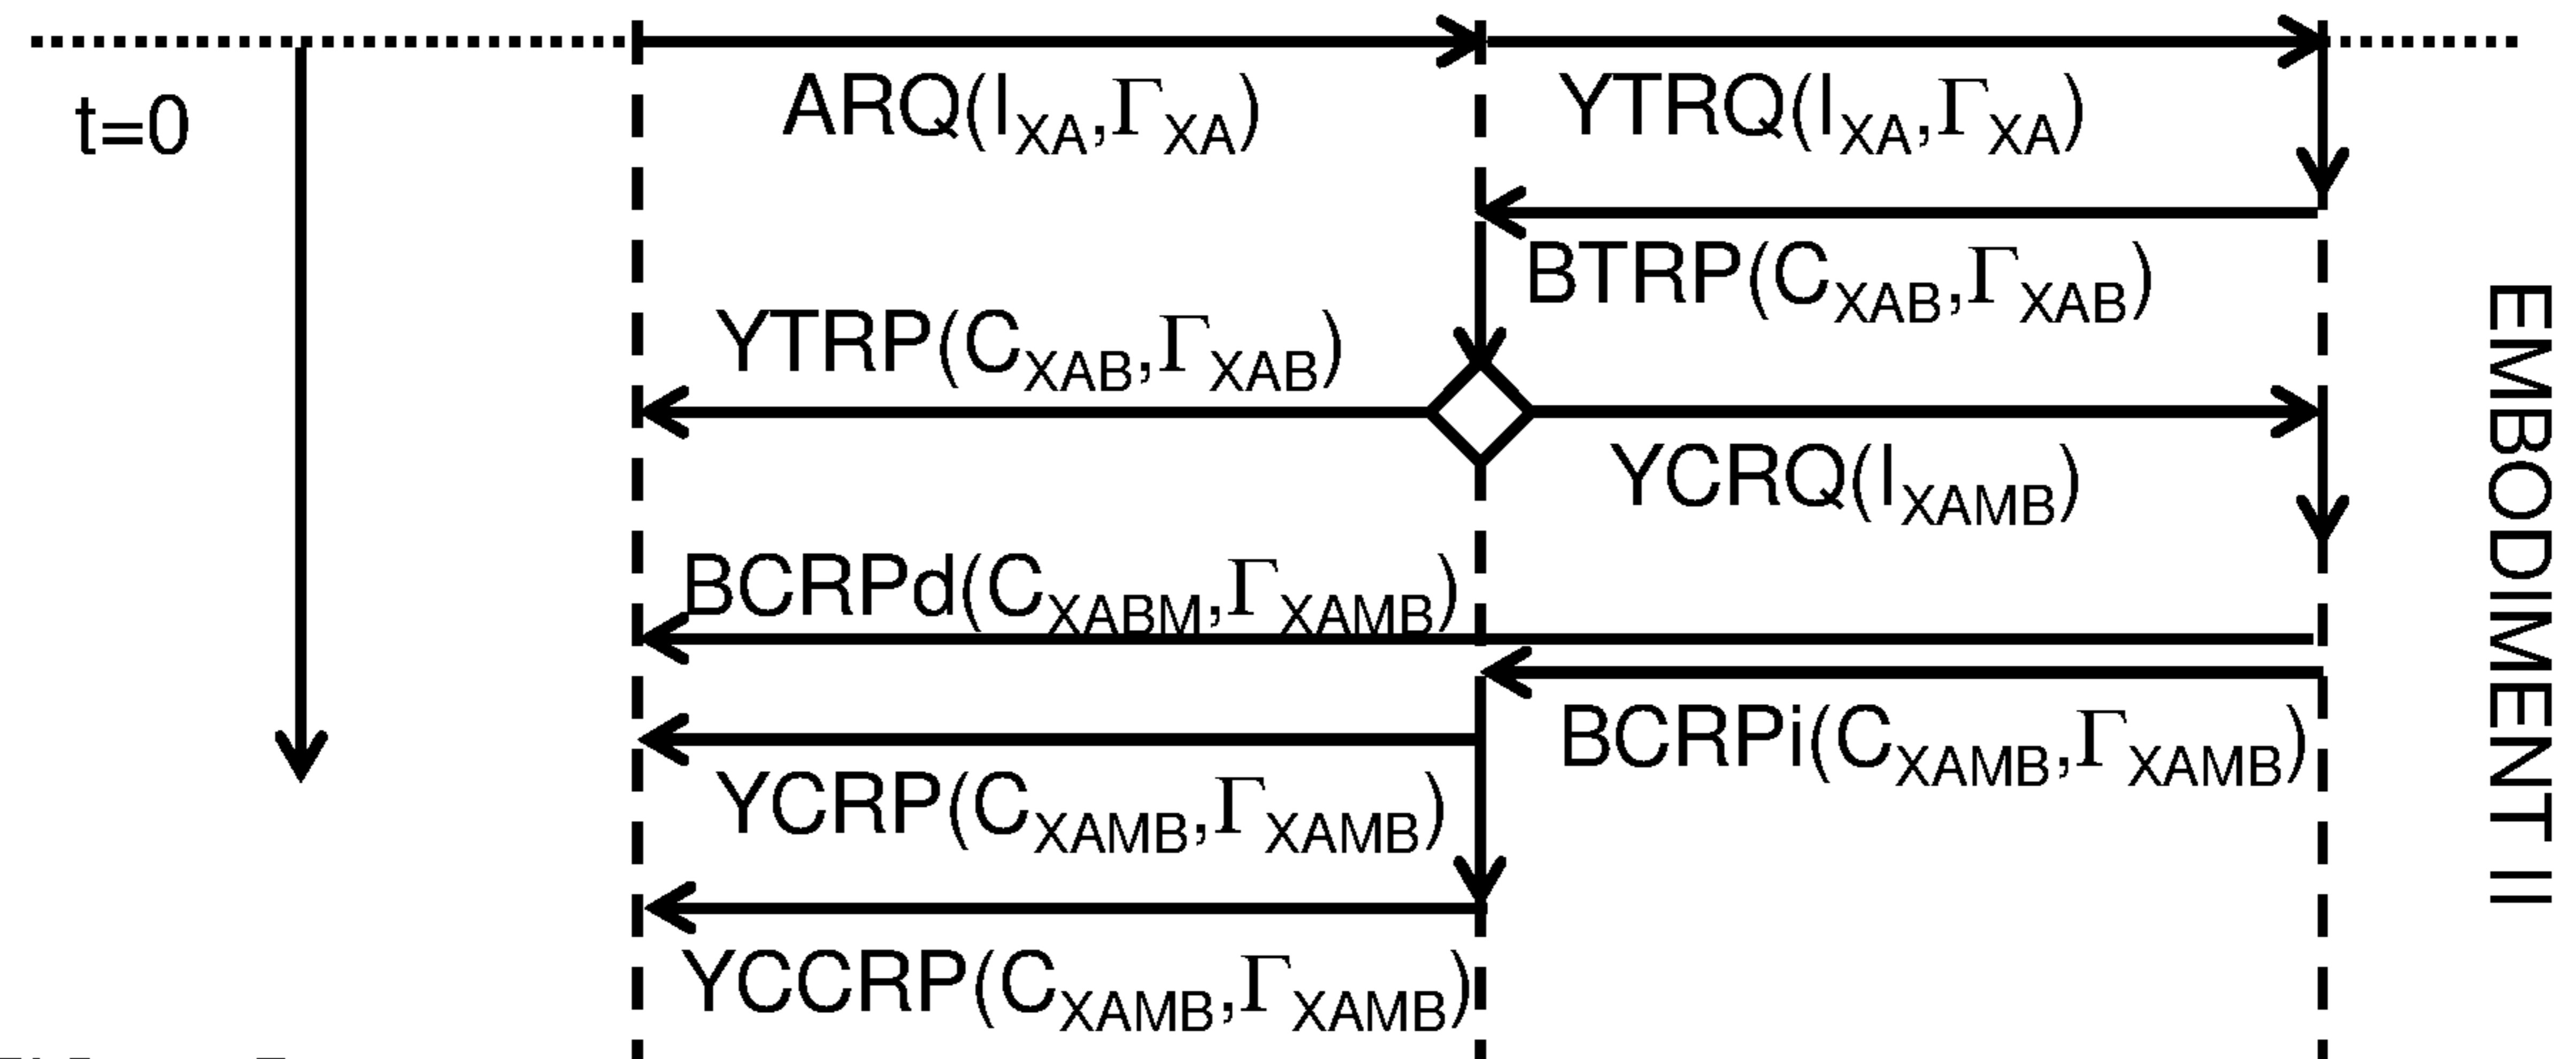 t=0
ARQ(I_XA,Γ_XA)
YTRQ(I_XA,Γ_XA)
BTRP(C_XAB,Γ_XAB)
YTRP(C_XAB,Γ_XAB)
YCRQ(I_XAMB)
BCRPd(C_XABM,Γ_XAMB)
BCRPi(C_XAMB,Γ_XAMB)
YCRP(C_XAMB,Γ_XAMB)
YCCRP(C_XAMB,Γ_XAMB)
EMBODIMENT II